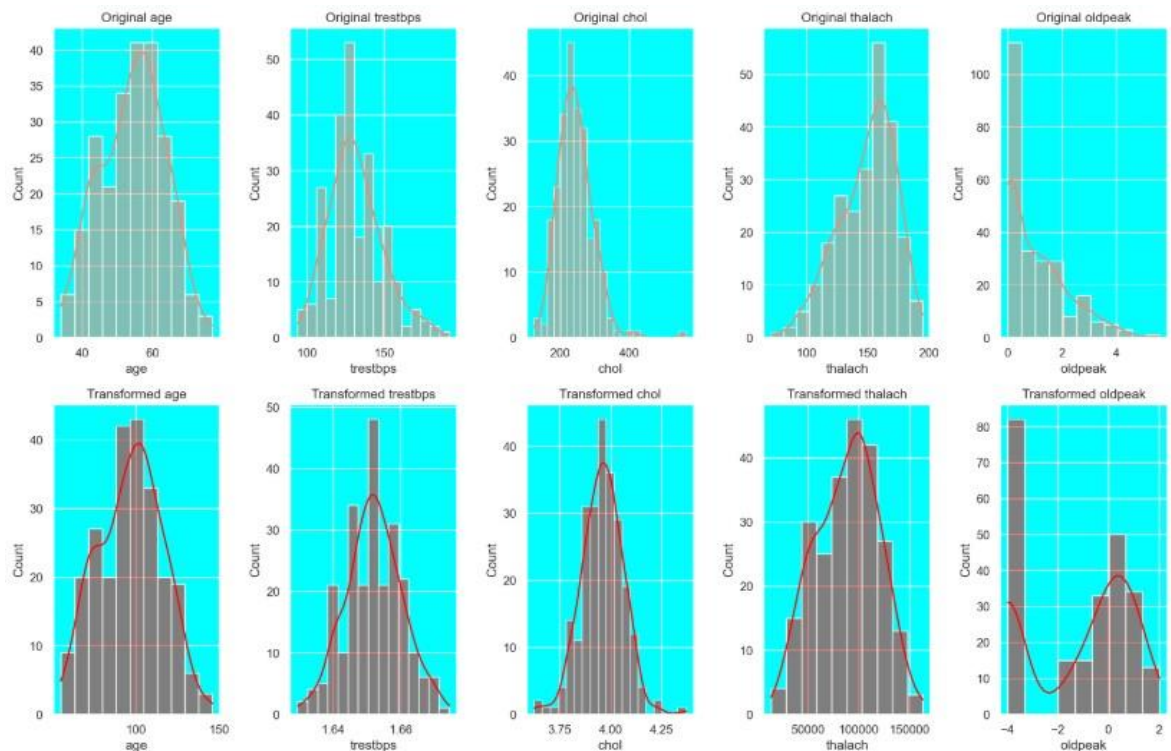 Original age
Original trestbps
Original chol
Original thalach
Original oldpeak
Count
40
35
30
25
20
15
10
5
0
40 60
age
Count
50
40
30
20
10
0
100 150
trestbps
Count
40
30
20
10
0
200 400
chol
Count
50
40
30
20
10
0
100 150 200
thalach
Count
100
80
60
40
20
0
0 2 4
oldpeak
Transformed age
Transformed trestbps
Transformed chol
Transformed thalach
Transformed oldpeak
Count
40
30
20
10
0
100 150
age
Count
50
40
30
20
10
0
1.64 1.66
trestbps
Count
40
30
20
10
0
3.75 4.00 4.25
chol
Count
40
30
20
10
0
50000 100000 150000
thalach
Count
80
70
60
50
40
30
20
10
0
−4 −2 0 2
oldpeak